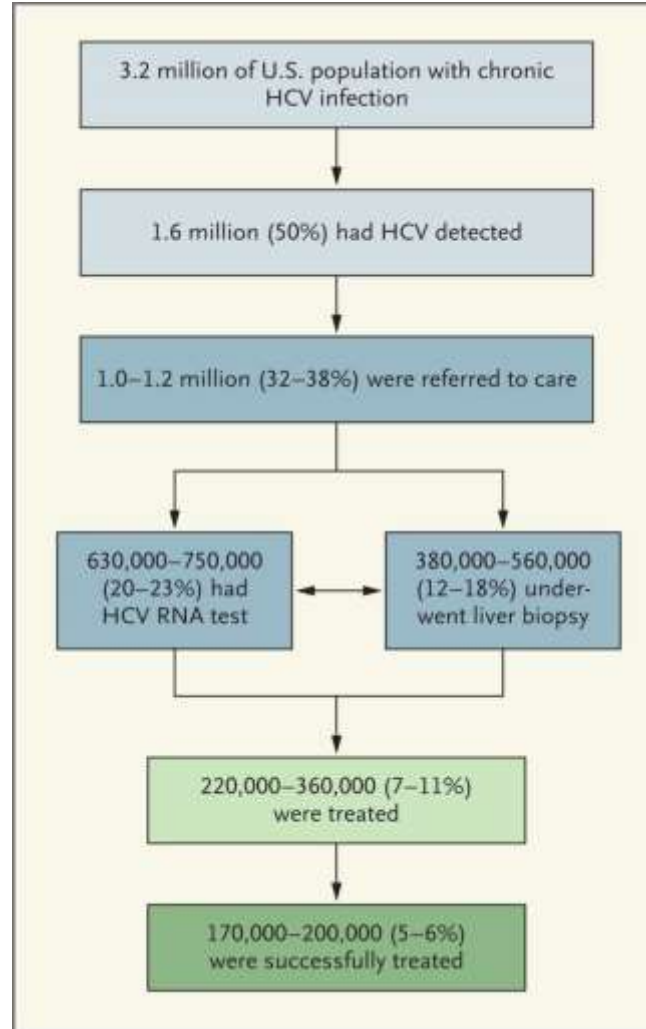 3.2 million of U.S. population with chronic
HCV infection
1.6 million (50%) had HCV detected
1.0–1.2 million (32–38%) were referred to care
630,000–750,000
(20–23%) had
HCV RNA test
380,000–560,000
(12–18%) under-
went liver biopsy
220,000–360,000 (7–11%)
were treated
170,000–200,000 (5–6%)
were successfully treated